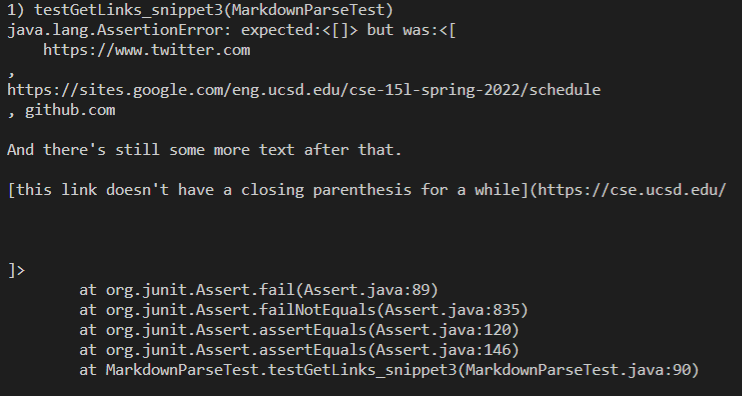 1) testGetLinks_snippet3(MarkdownParseTest)
java.lang.AssertionError: expected:<[]> but was:<[
    https://www.twitter.com
,
https://sites.google.com/eng.ucsd.edu/cse-15l-spring-2022/schedule
, github.com

And there's still some more text after that.

[this link doesn't have a closing parenthesis for a while](https://cse.ucsd.edu/



]>
        at org.junit.Assert.fail(Assert.java:89)
        at org.junit.Assert.failNotEquals(Assert.java:835)
        at org.junit.Assert.assertEquals(Assert.java:120)
        at org.junit.Assert.assertEquals(Assert.java:146)
        at MarkdownParseTest.testGetLinks_snippet3(MarkdownParseTest.java:90)